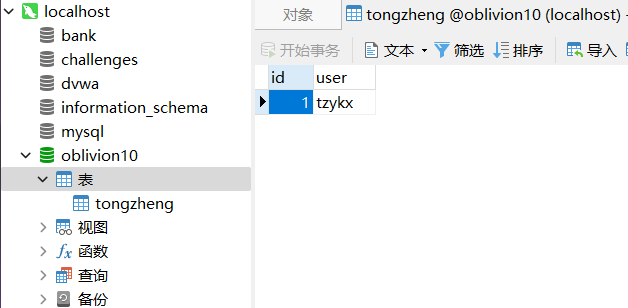 localhost
bank
challenges
dvwa
information_schema
mysql
oblivion10
表
tongzheng
视图
fx 函数
查询
备份
对象
tongzheng @oblivion10 (localhost) -
开始事务 文本 筛选 排序 导入
id user
1 tzykx